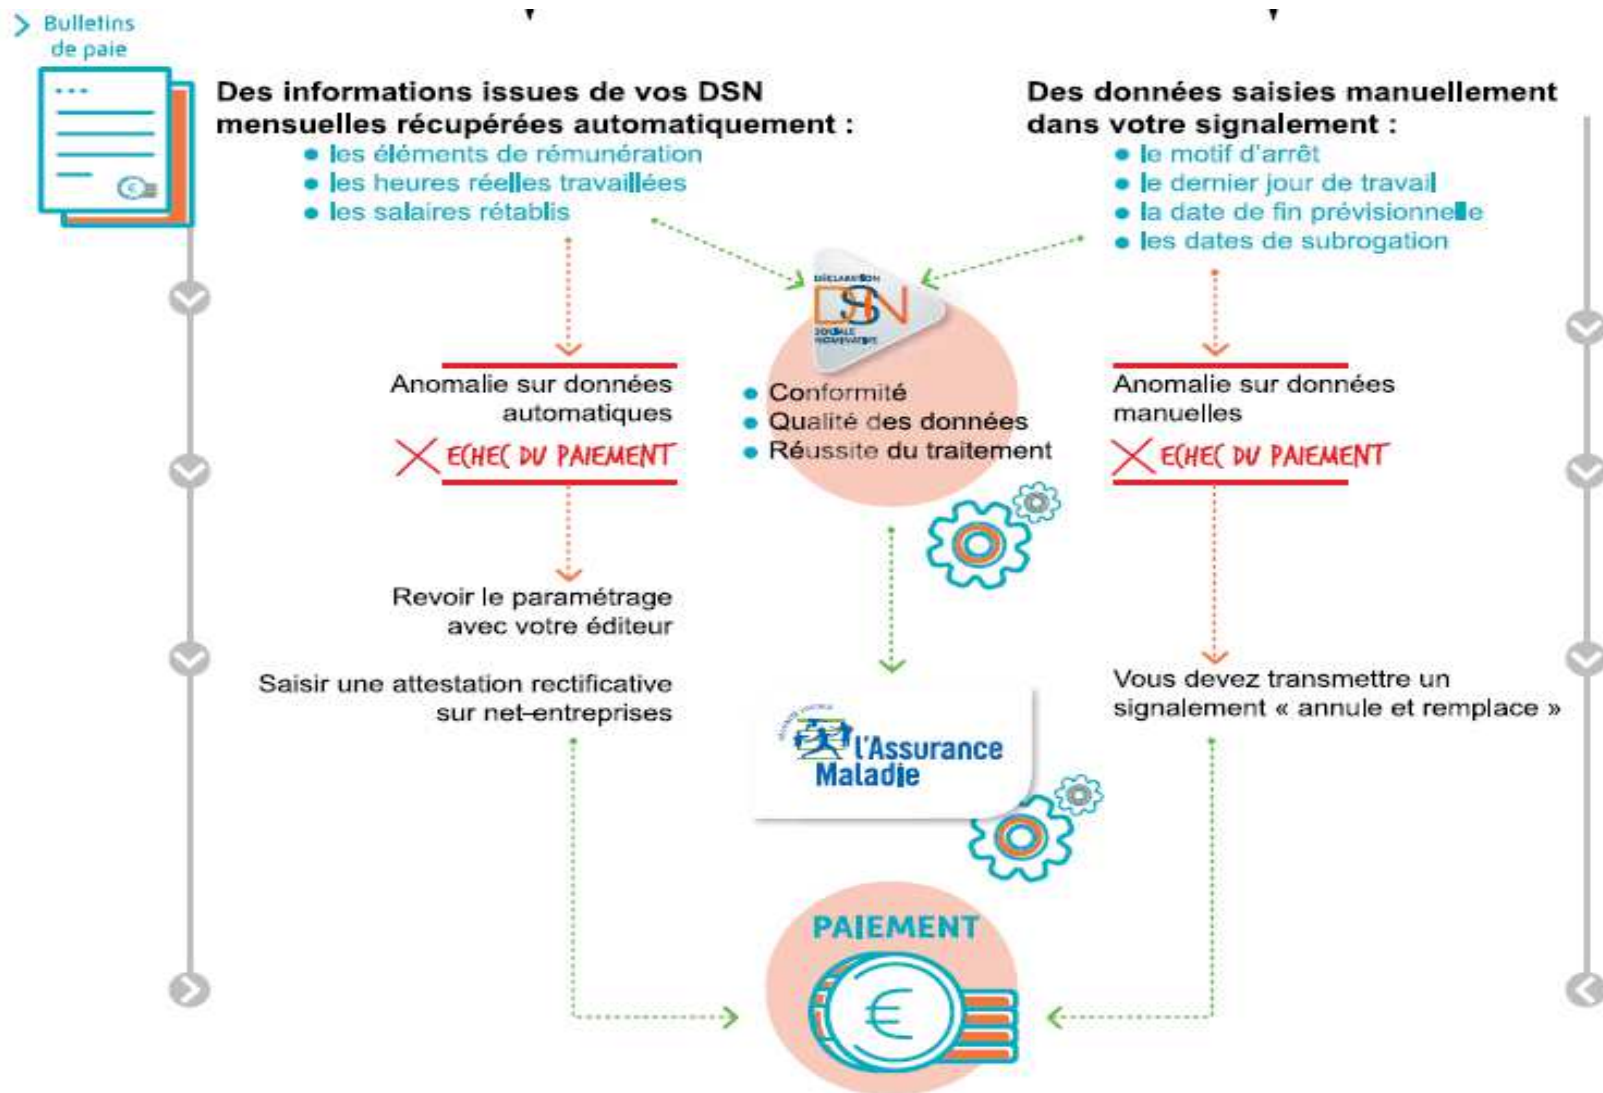 Bulletins
de paie
Des informations issues de vos DSN
mensuelles récupérées automatiquement :
• les éléments de rémunération
• les heures réelles travaillées
• les salaires rétablis
Des données saisies manuellement
dans votre signalement :
• le motif d'arrêt
• le dernier jour de travail
• la date de fin prévisionnelle
• les dates de subrogation
DÉCLARATION
DSN
SOCIALE
NOMINATIVE
Anomalie sur données
automatiques
ECHEC DU PAIEMENT
• Conformité
• Qualité des données
• Réussite du traitement
Anomalie sur données
manuelles
ECHEC DU PAIEMENT
Revoir le paramétrage
avec votre éditeur
Saisir une attestation rectificative
sur net-entreprises
Vous devez transmettre un
signalement « annule et remplace »
l'Assurance
Maladie
PAIEMENT
€